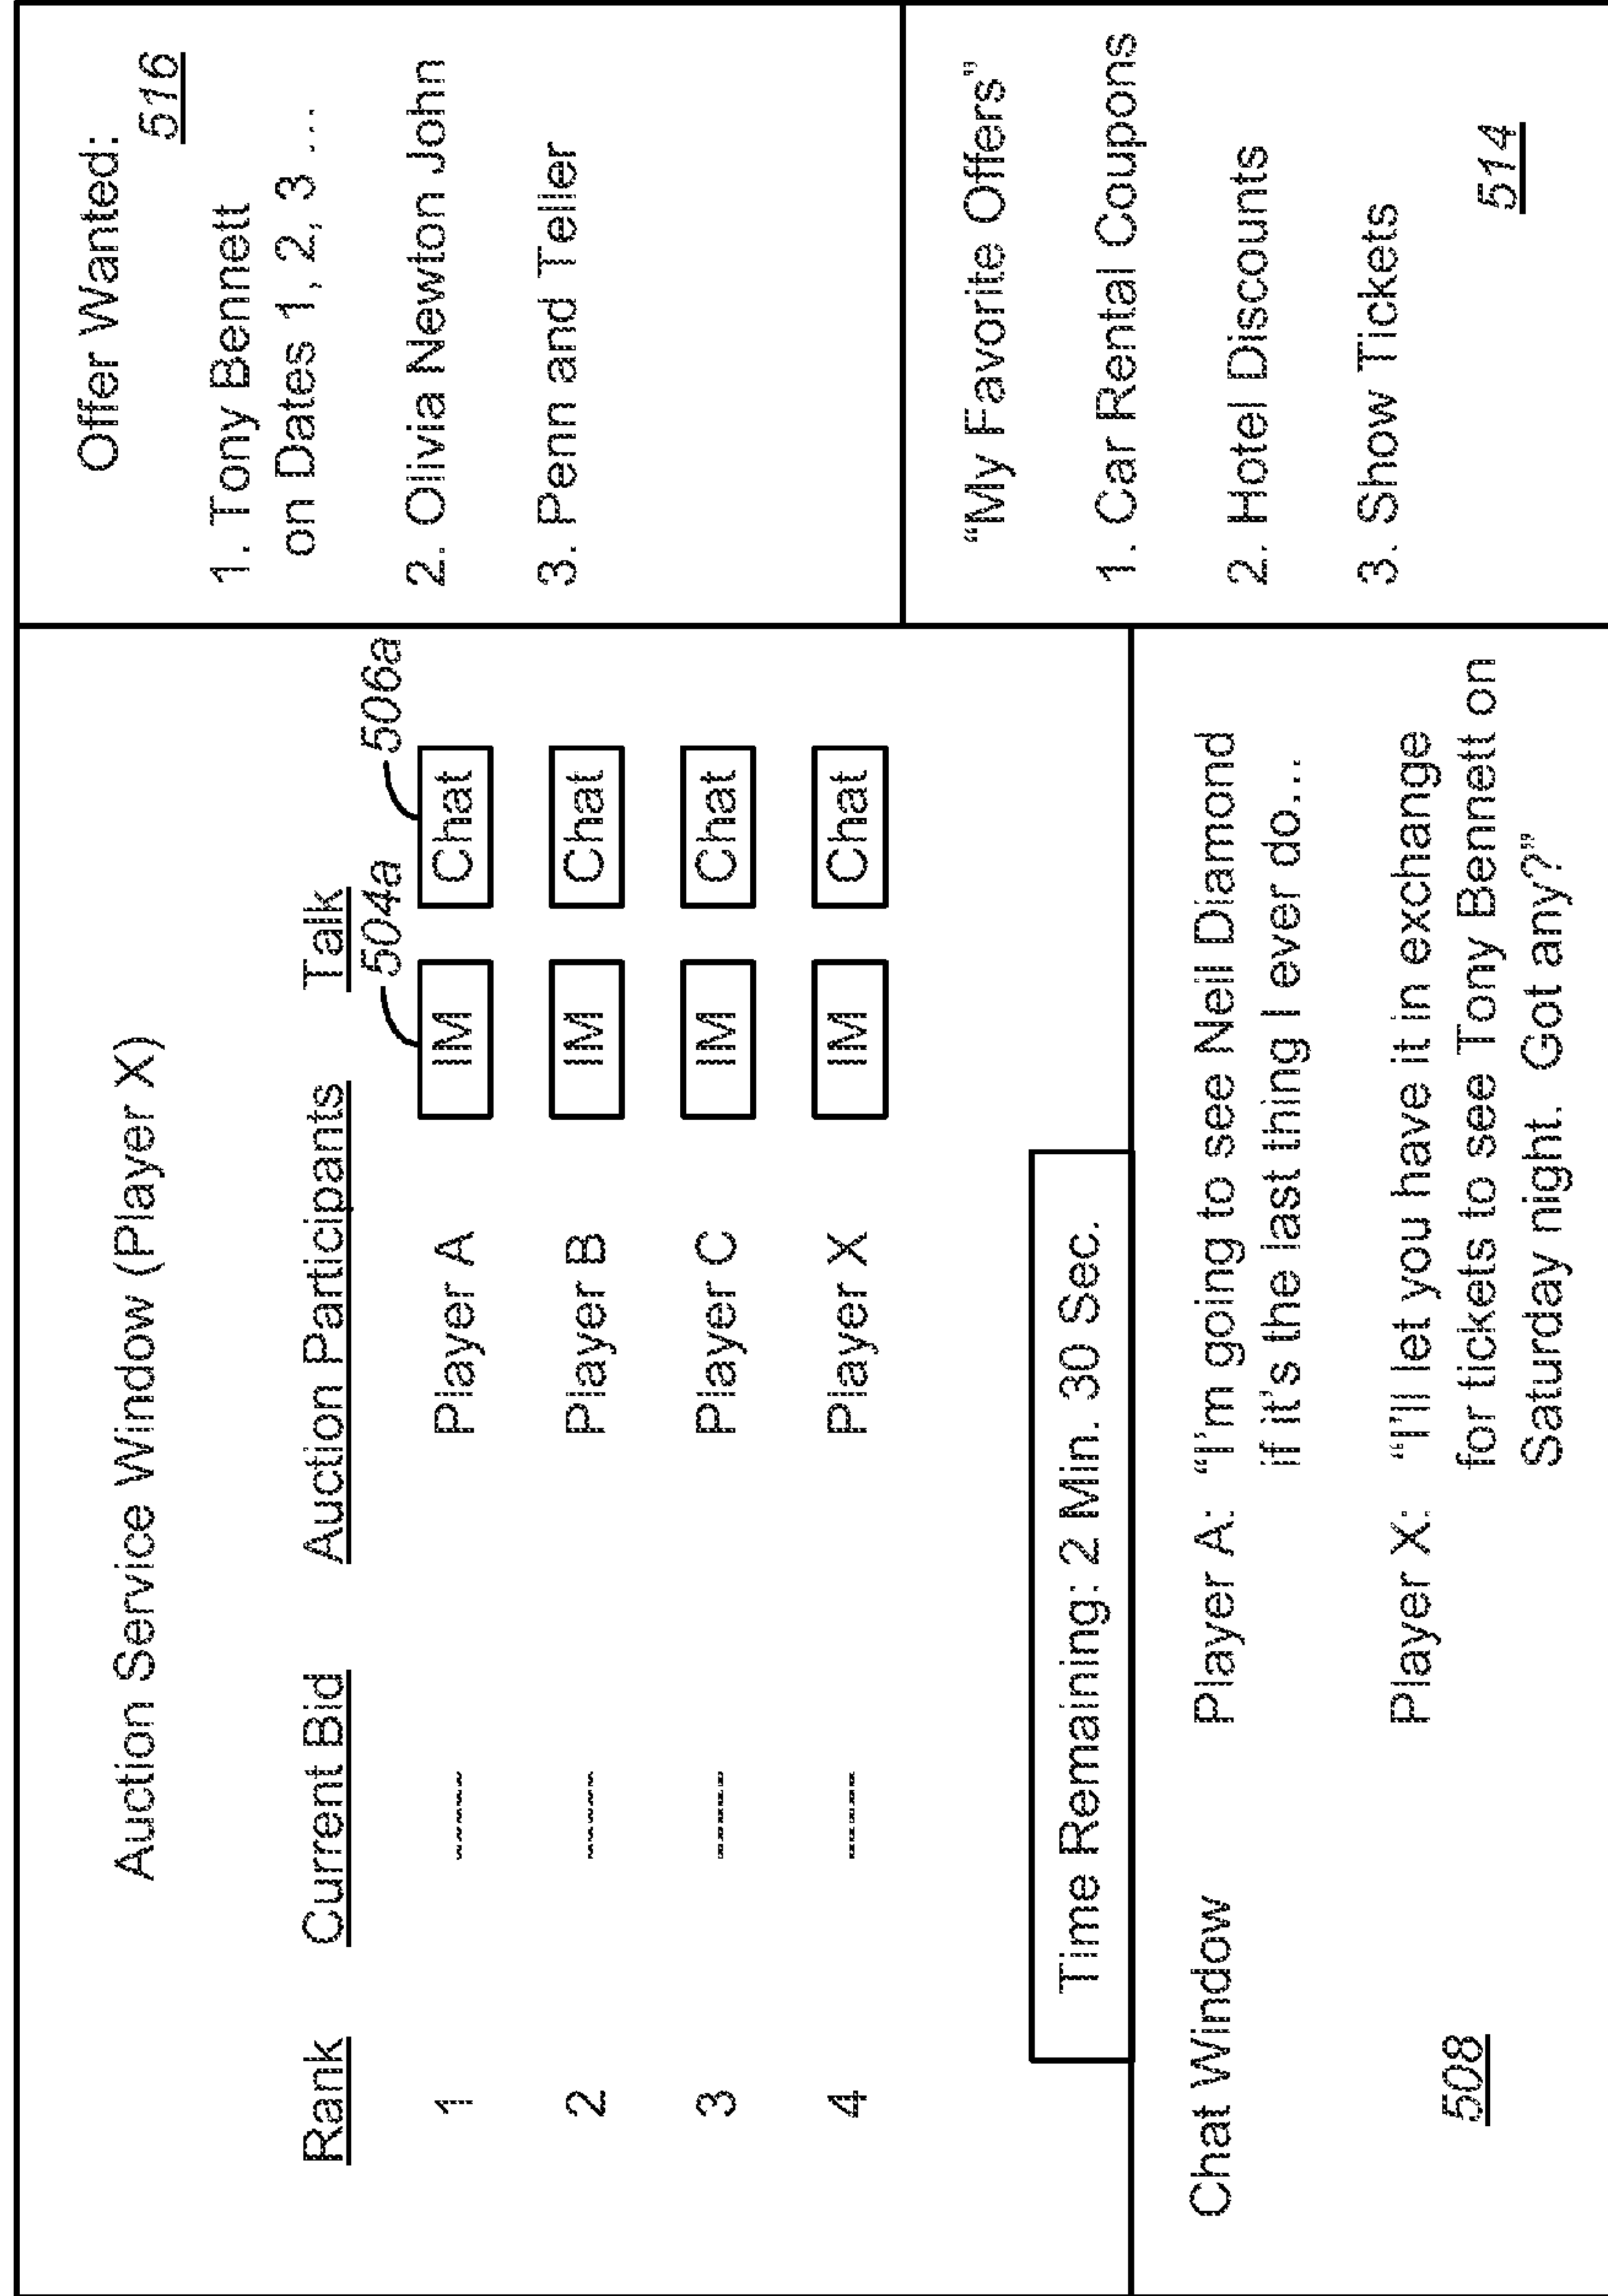 Auction Service Window (Player X)
Rank Current Bid Auction Participants Talk
504a 506a
1 ----- Player A IM Chat
2 ----- Player B IM Chat
3 ----- Player C IM Chat
4 ----- Player X IM Chat
Time Remaining: 2 Min. 30 Sec.
Offer Wanted:
516
1. Tony Bennett
on Dates 1, 2, 3 ...
2. Olivia Newton John
3. Penn and Teller
Chat Window
508
Player A: “I'm going to see Neil Diamond
if it's the last thing I ever do...
Player X: “I'll let you have it in exchange
for tickets to see Tony Bennett on
Saturday night. Got any?”
“My Favorite Offers”
1. Car Rental Coupons
2. Hotel Discounts
3. Show Tickets
514